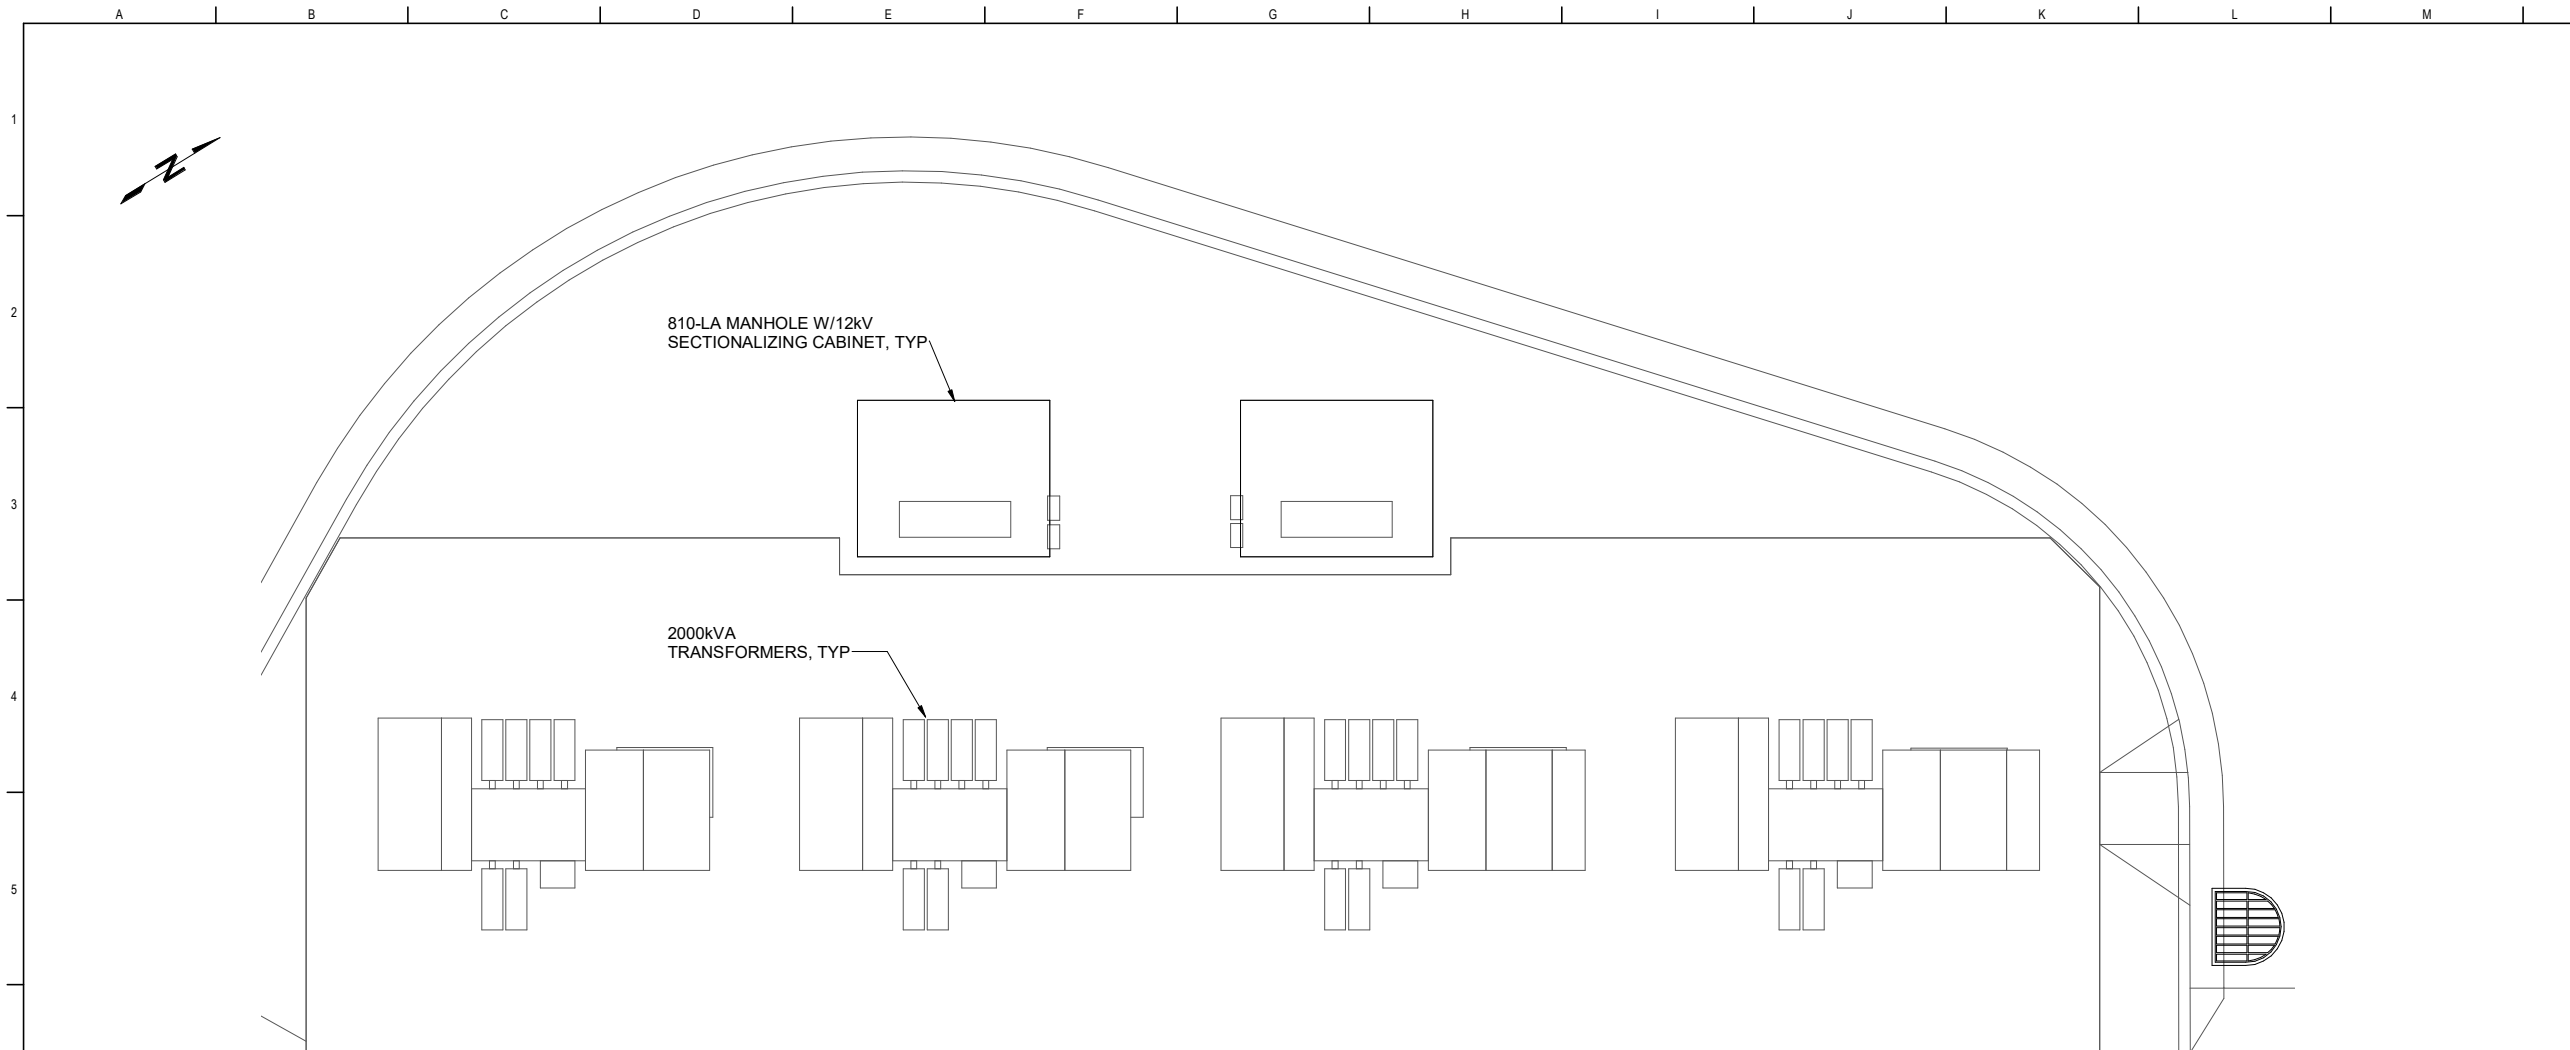 A B C D E F G H I J K L M
1
N
2
810-LA MANHOLE W/12kV
SECTIONALIZING CABINET, TYP
3
2000kVA
TRANSFORMERS, TYP
4
5